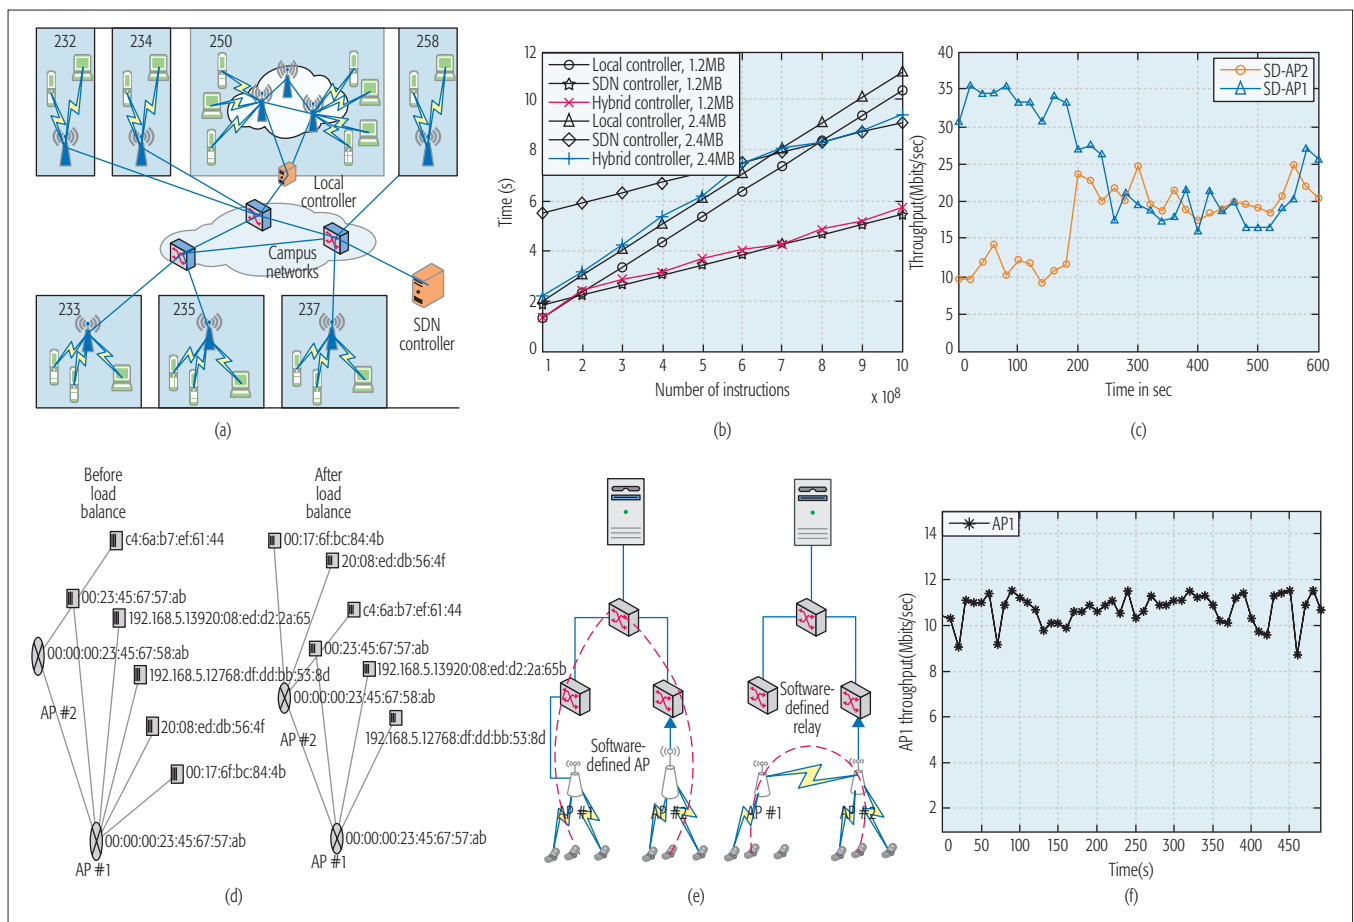 232
234
250
258
Local
controller
Campus
networks
233
235
237
SDN
controller
(a)
12
10
8
6
4
2
0
Time (s)
Local controller, 1.2MB
SDN controller, 1.2MB
Hybrid controller, 1.2MB
Local controller, 2.4MB
SDN controller, 2.4MB
Hybrid controller, 2.4MB
1 2 3 4 5 6 7 8 9 10
Number of instructions
x 10⁸
(b)
40
35
30
25
20
15
10
5
0
Throughput(Mbits/sec)
SD-AP2
SD-AP1
0 100 200 300 400 500 600
Time in sec
(c)
Before
load
balance
c4:6a:b7:ef:61:44
00:23:45:67:57:ab
192.168.5.13920:08:ed:d2:2a:65
00:00:00:23:45:67:58:ab
192.168.5.12768:df:dd:bb:53:8d
AP #2
20:08:ed:db:56:4f
00:17:6f:bc:84:4b
00:00:00:23:45:67:57:ab
AP #1
After
load
balance
00:17:6f:bc:84:4b
20:08:ed:db:56:4f
c4:6a:b7:ef:61:44
00:23:45:67:57:ab
192.168.5.13920:08:ed:d2:2a:65b
00:00:00:23:45:67:58:ab
192.168.5.12768:df:dd:bb:53:8d
AP #2
00:00:00:23:45:67:57:ab
AP #1
(d)
Software-
defined AP
AP #1
AP #2
Software-
defined
relay
AP #1
AP #2
(e)
14
12
10
8
6
4
2
AP1 throughput(Mbits/sec)
AP1
0 50 100 150 200 250 300 350 400 450
Time(s)
(f)